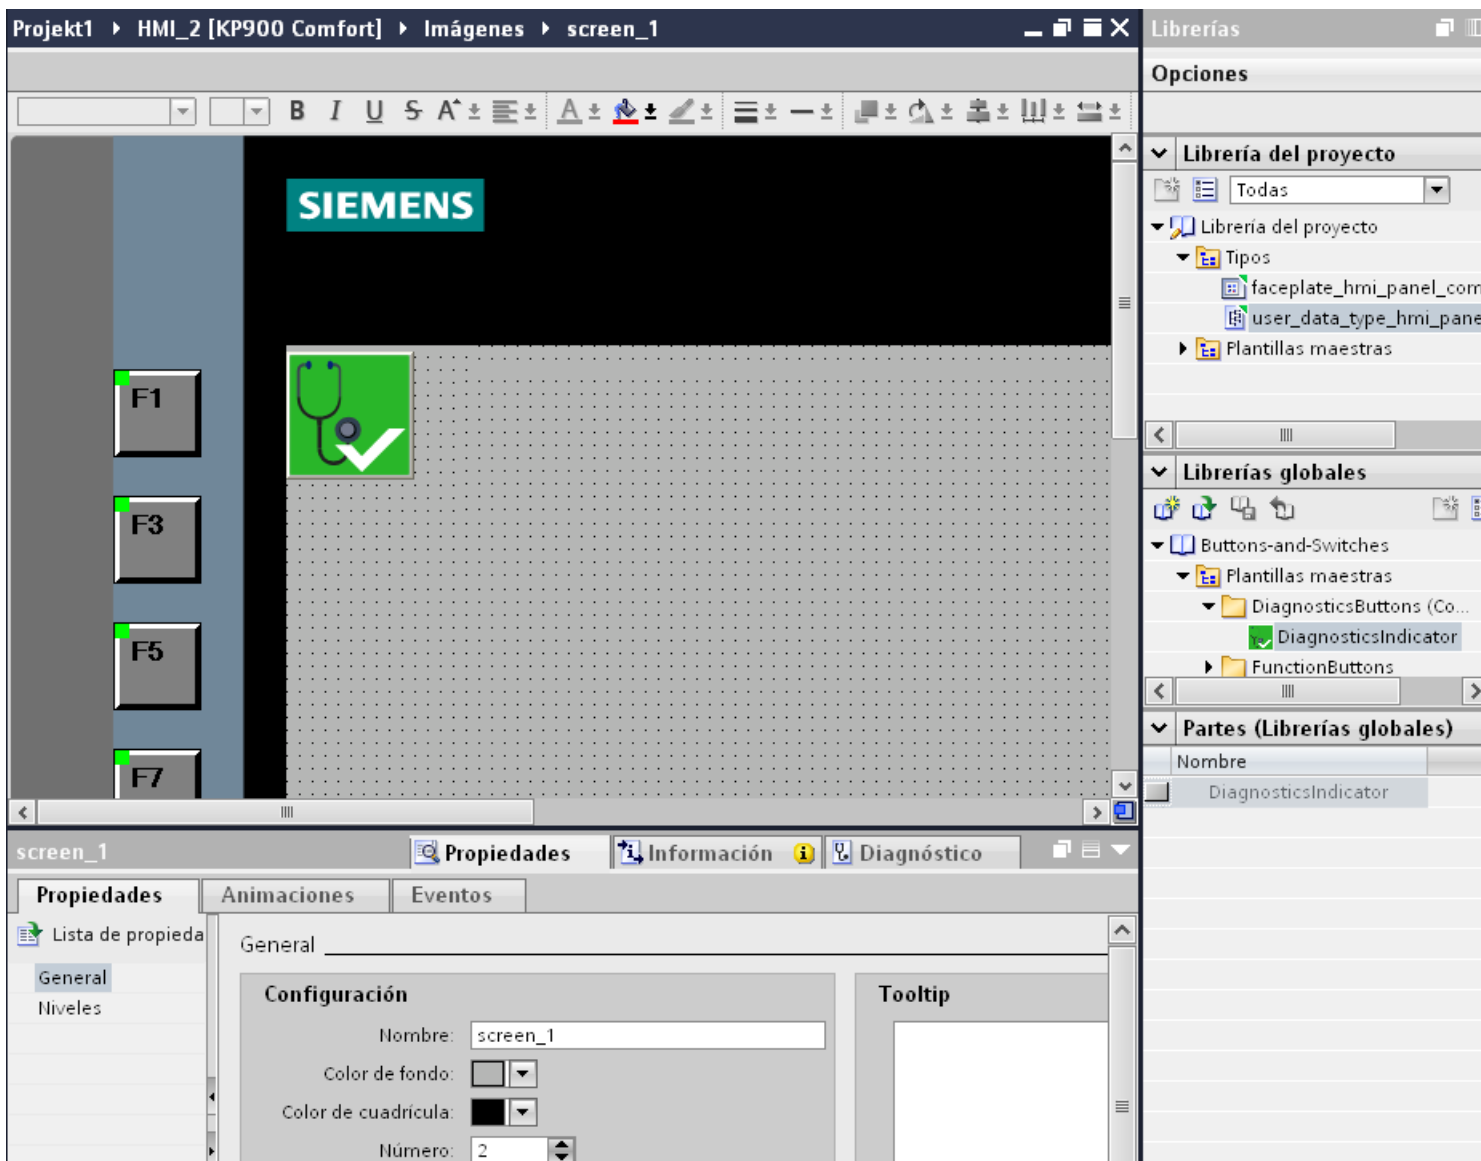 Projekt1 ▸ HMI_2 [KP900 Comfort] ▸ Imágenes ▸ screen_1
Librerías
Opciones
B I U S A A
Librería del proyecto
Todas
Librería del proyecto
Tipos
faceplate_hmi_panel_com
user_data_type_hmi_pane
Plantillas maestras
SIEMENS
F1
F3
F5
F7
Librerías globales
Buttons-and-Switches
Plantillas maestras
DiagnosticsButtons (Co...
DiagnosticsIndicator
FunctionButtons
Partes (Librerías globales)
Nombre
DiagnosticsIndicator
screen_1
Propiedades Información Diagnóstico
Propiedades Animaciones Eventos
Lista de propieda
General
Niveles
General
Configuración
Nombre: screen_1
Color de fondo:
Color de cuadrícula:
Número: 2
Tooltip